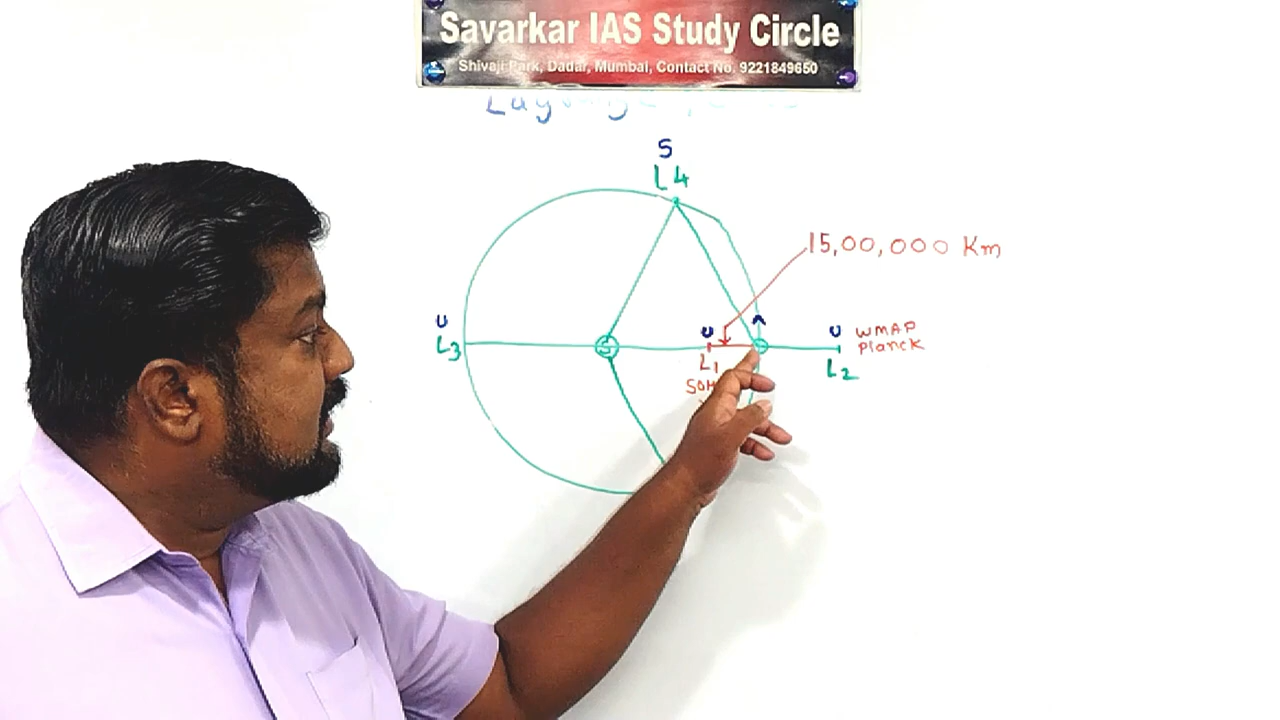 Savarkar IAS Study Circle
Shivaji Park, Dadar, Mumbai, Contact No. 9221849650
S
L4
15,00,000 Km
U
L3
S
U
L1
U
L2
WMAP
Planck